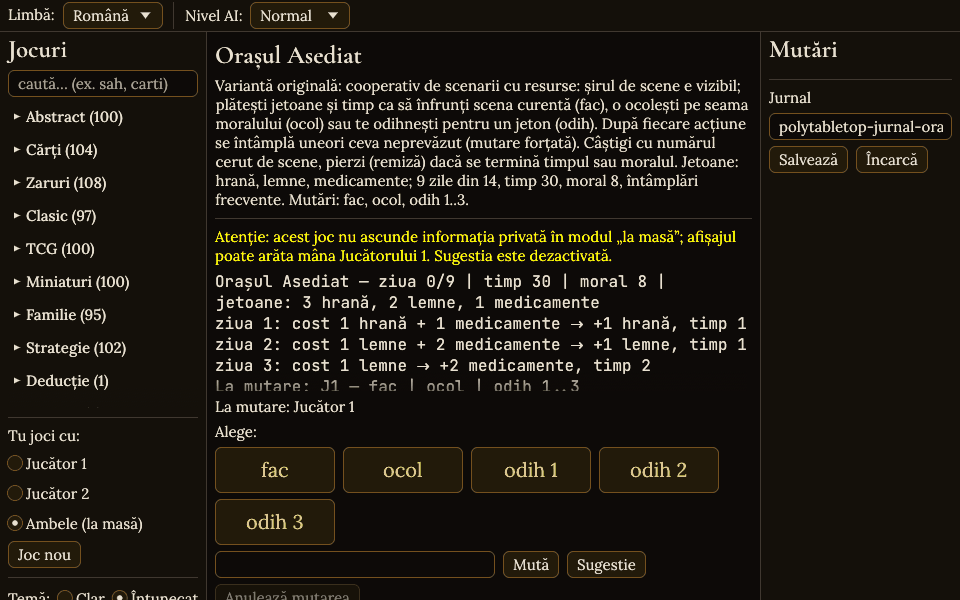 Limbă: Română Nivel AI: Normal
Jocuri
caută... (ex. sah, carti)
Abstract (100)
Cărți (104)
Zaruri (108)
Clasic (97)
TCG (100)
Miniaturi (100)
Familie (95)
Strategie (102)
Deducție (1)
Tu joci cu:
Jucător 1
Jucător 2
Ambele (la masă)
Joc nou
Temă: Clar Întunecat
Orașul Asediat
Variantă originală: cooperativ de scenarii cu resurse: șirul de scene e vizibil;
plătești jetoane și timp ca să înfrunți scena curentă (fac), o ocolești pe seama
moralului (ocol) sau te odihnești pentru un jeton (odih). După fiecare acțiune
se întâmplă uneori ceva neprevăzut (mutare forțată). Câștigi cu numărul
cerut de scene, pierzi (remiză) dacă se termină timpul sau moralul. Jetoane:
hrană, lemne, medicamente; 9 zile din 14, timp 30, moral 8, întâmplări
frecvente. Mutări: fac, ocol, odih 1..3.
Atenție: acest joc nu ascunde informația privată în modul „la masă”; afișajul
poate arăta mâna Jucătorului 1. Sugestia este dezactivată.
Orașul Asediat — ziua 0/9 | timp 30 | moral 8 |
jetoane: 3 hrană, 2 lemne, 1 medicamente
ziua 1: cost 1 hrană + 1 medicamente → +1 hrană, timp 1
ziua 2: cost 1 lemne + 2 medicamente → +1 lemne, timp 1
ziua 3: cost 1 lemne → +2 medicamente, timp 2
La mutare: J1 — fac | ocol | odih 1..3
La mutare: Jucător 1
Alege:
fac ocol odih 1 odih 2
odih 3
Mută Sugestie
Anulează mutarea
Mutări
Jurnal
polytabletop-jurnal-ora
Salvează Încarcă